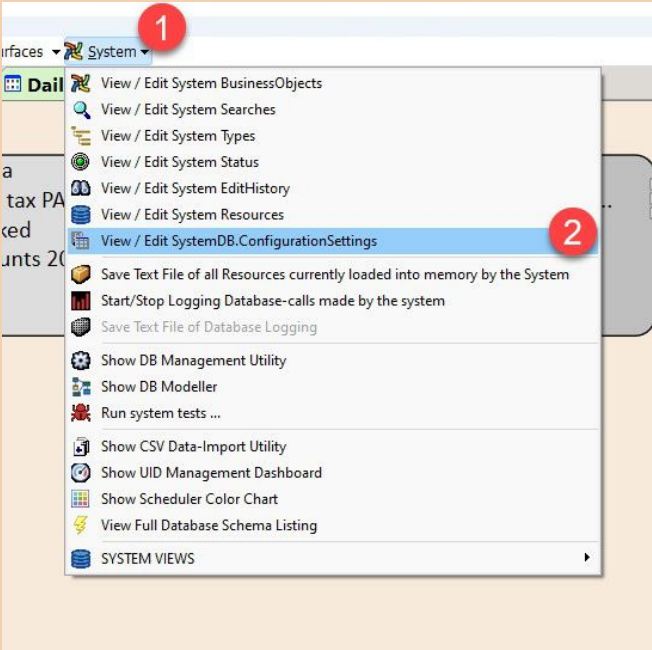 1
rfaces System
Dail
View / Edit System BusinessObjects
View / Edit System Searches
View / Edit System Types
a
View / Edit System Status
tax PA
View / Edit System EditHistory
..
ked
View / Edit System Resources
View / Edit SystemDB.ConfigurationSettings
2
unts 20
Save Text File of all Resources currently loaded into memory by the System
Start/Stop Logging Database-calls made by the system
Save Text File of Database Logging
Show DB Management Utility
Show DB Modeller
Run system tests ...
Show CSV Data-Import Utility
Show UID Management Dashboard
Show Scheduler Color Chart
View Full Database Schema Listing
SYSTEM VIEWS